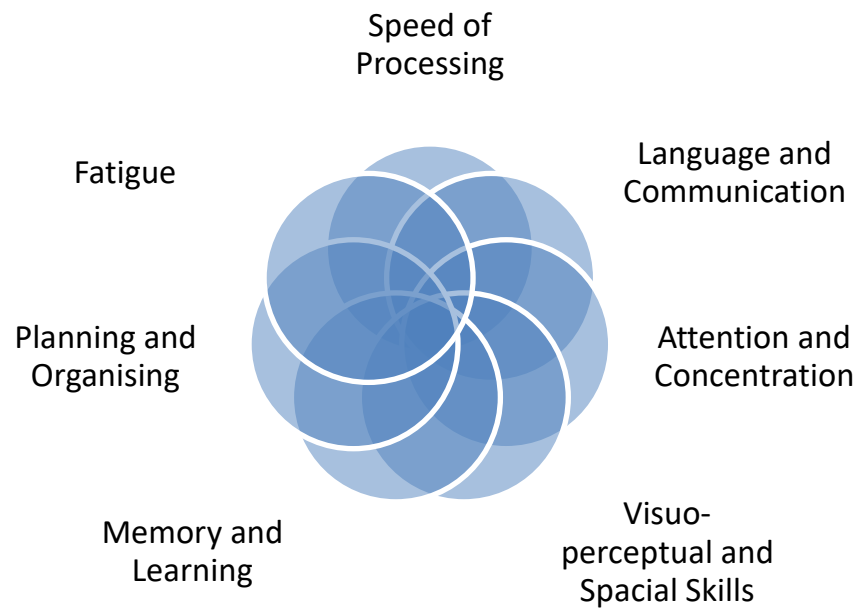 Speed of
Processing
Language and
Communication
Attention and
Concentration
Visuo-
perceptual and
Spacial Skills
Memory and
Learning
Planning and
Organising
Fatigue